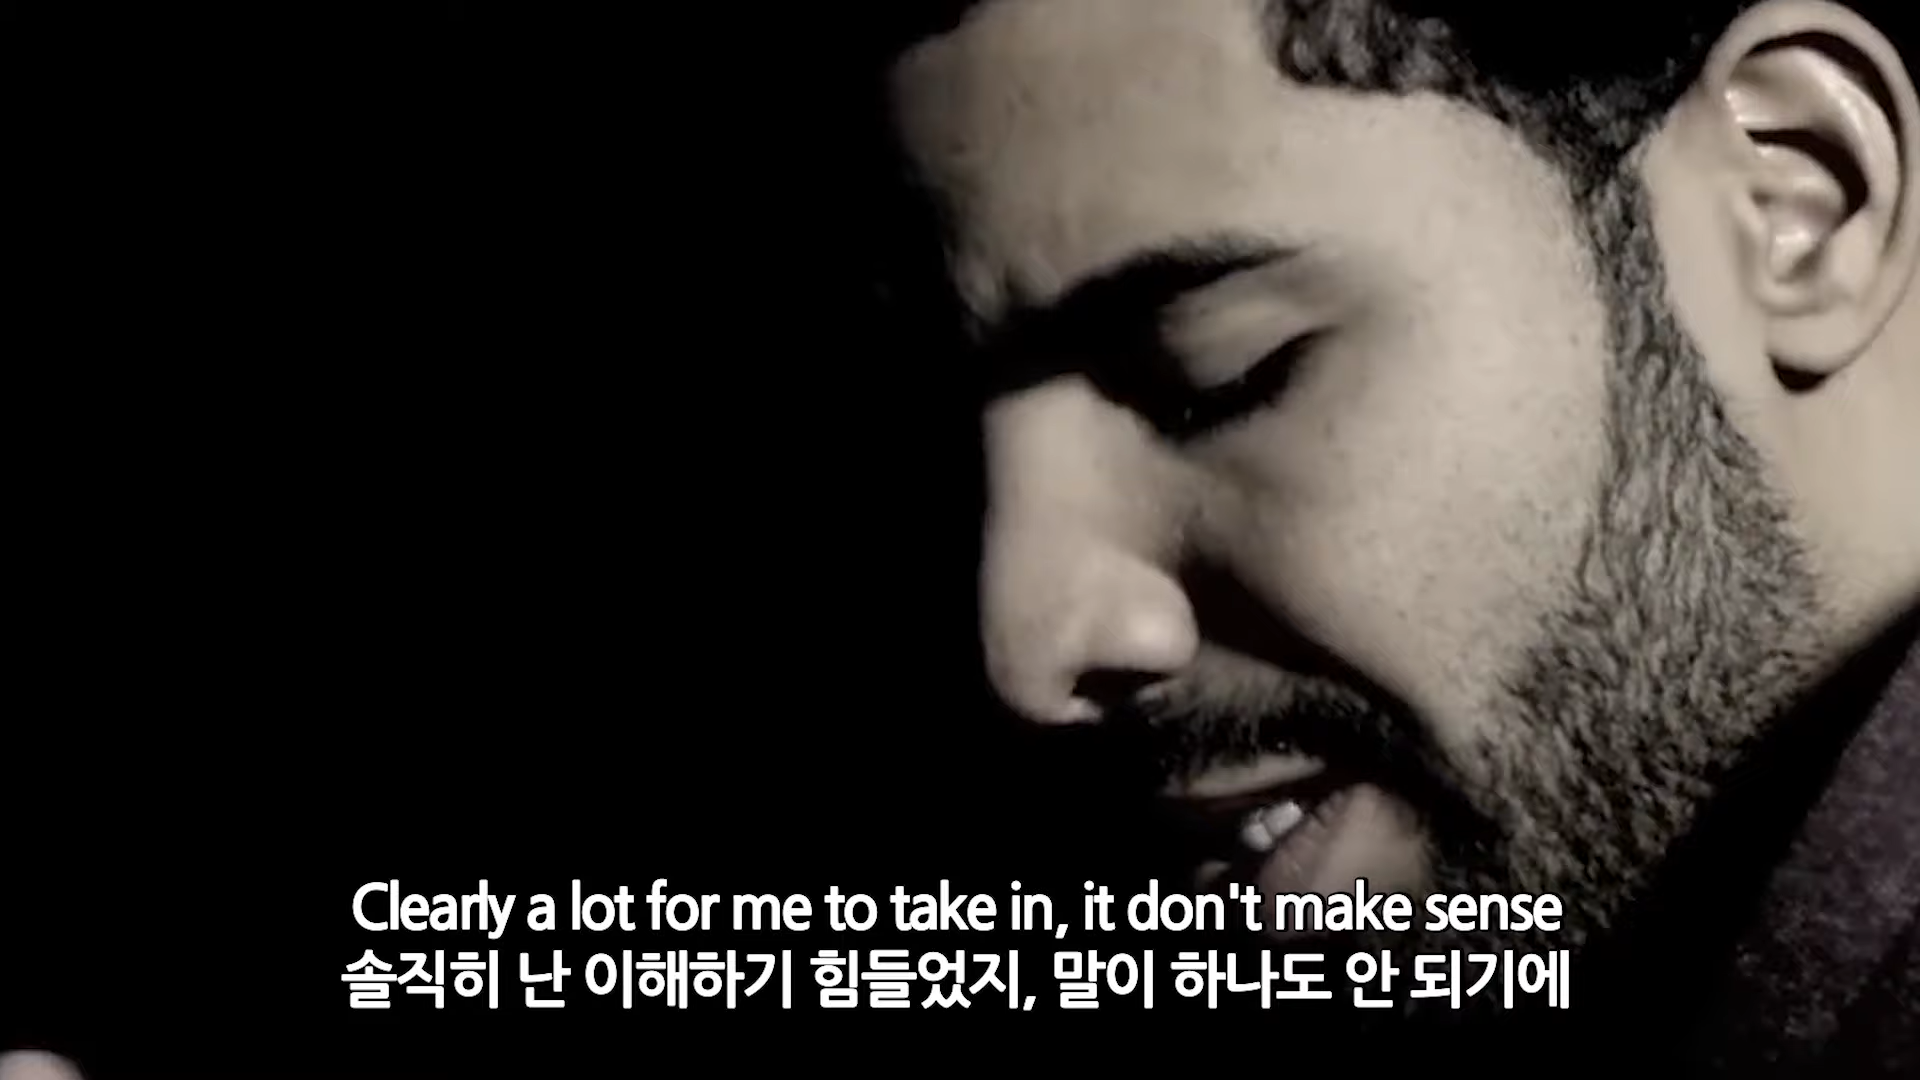 Clearly a lot for me to take in, it don't make sense
솔직히 난 이해하기 힘들었지, 말이 하나도 안 되기에